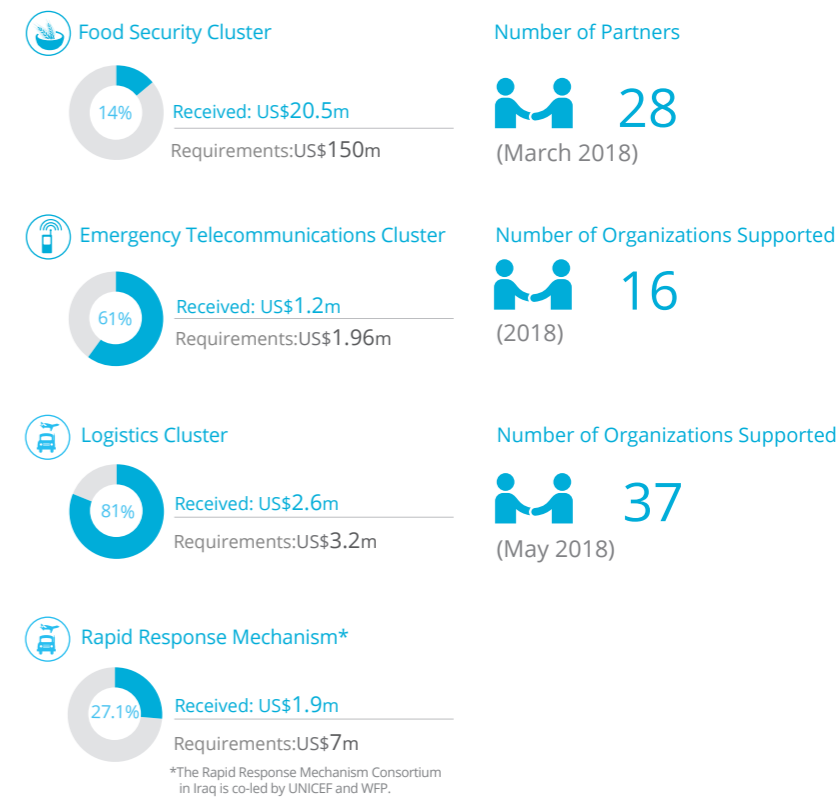 Food Security Cluster
Number of Partners
14%
Received: US$20.5m
Requirements:US$150m
28
(March 2018)
Emergency Telecommunications Cluster
Number of Organizations Supported
61%
Received: US$1.2m
Requirements:US$1.96m
16
(2018)
Logistics Cluster
Number of Organizations Supported
81%
Received: US$2.6m
Requirements:US$3.2m
37
(May 2018)
Rapid Response Mechanism*
27.1%
Received: US$1.9m
Requirements:US$7m
*The Rapid Response Mechanism Consortium
in Iraq is co-led by UNICEF and WFP.